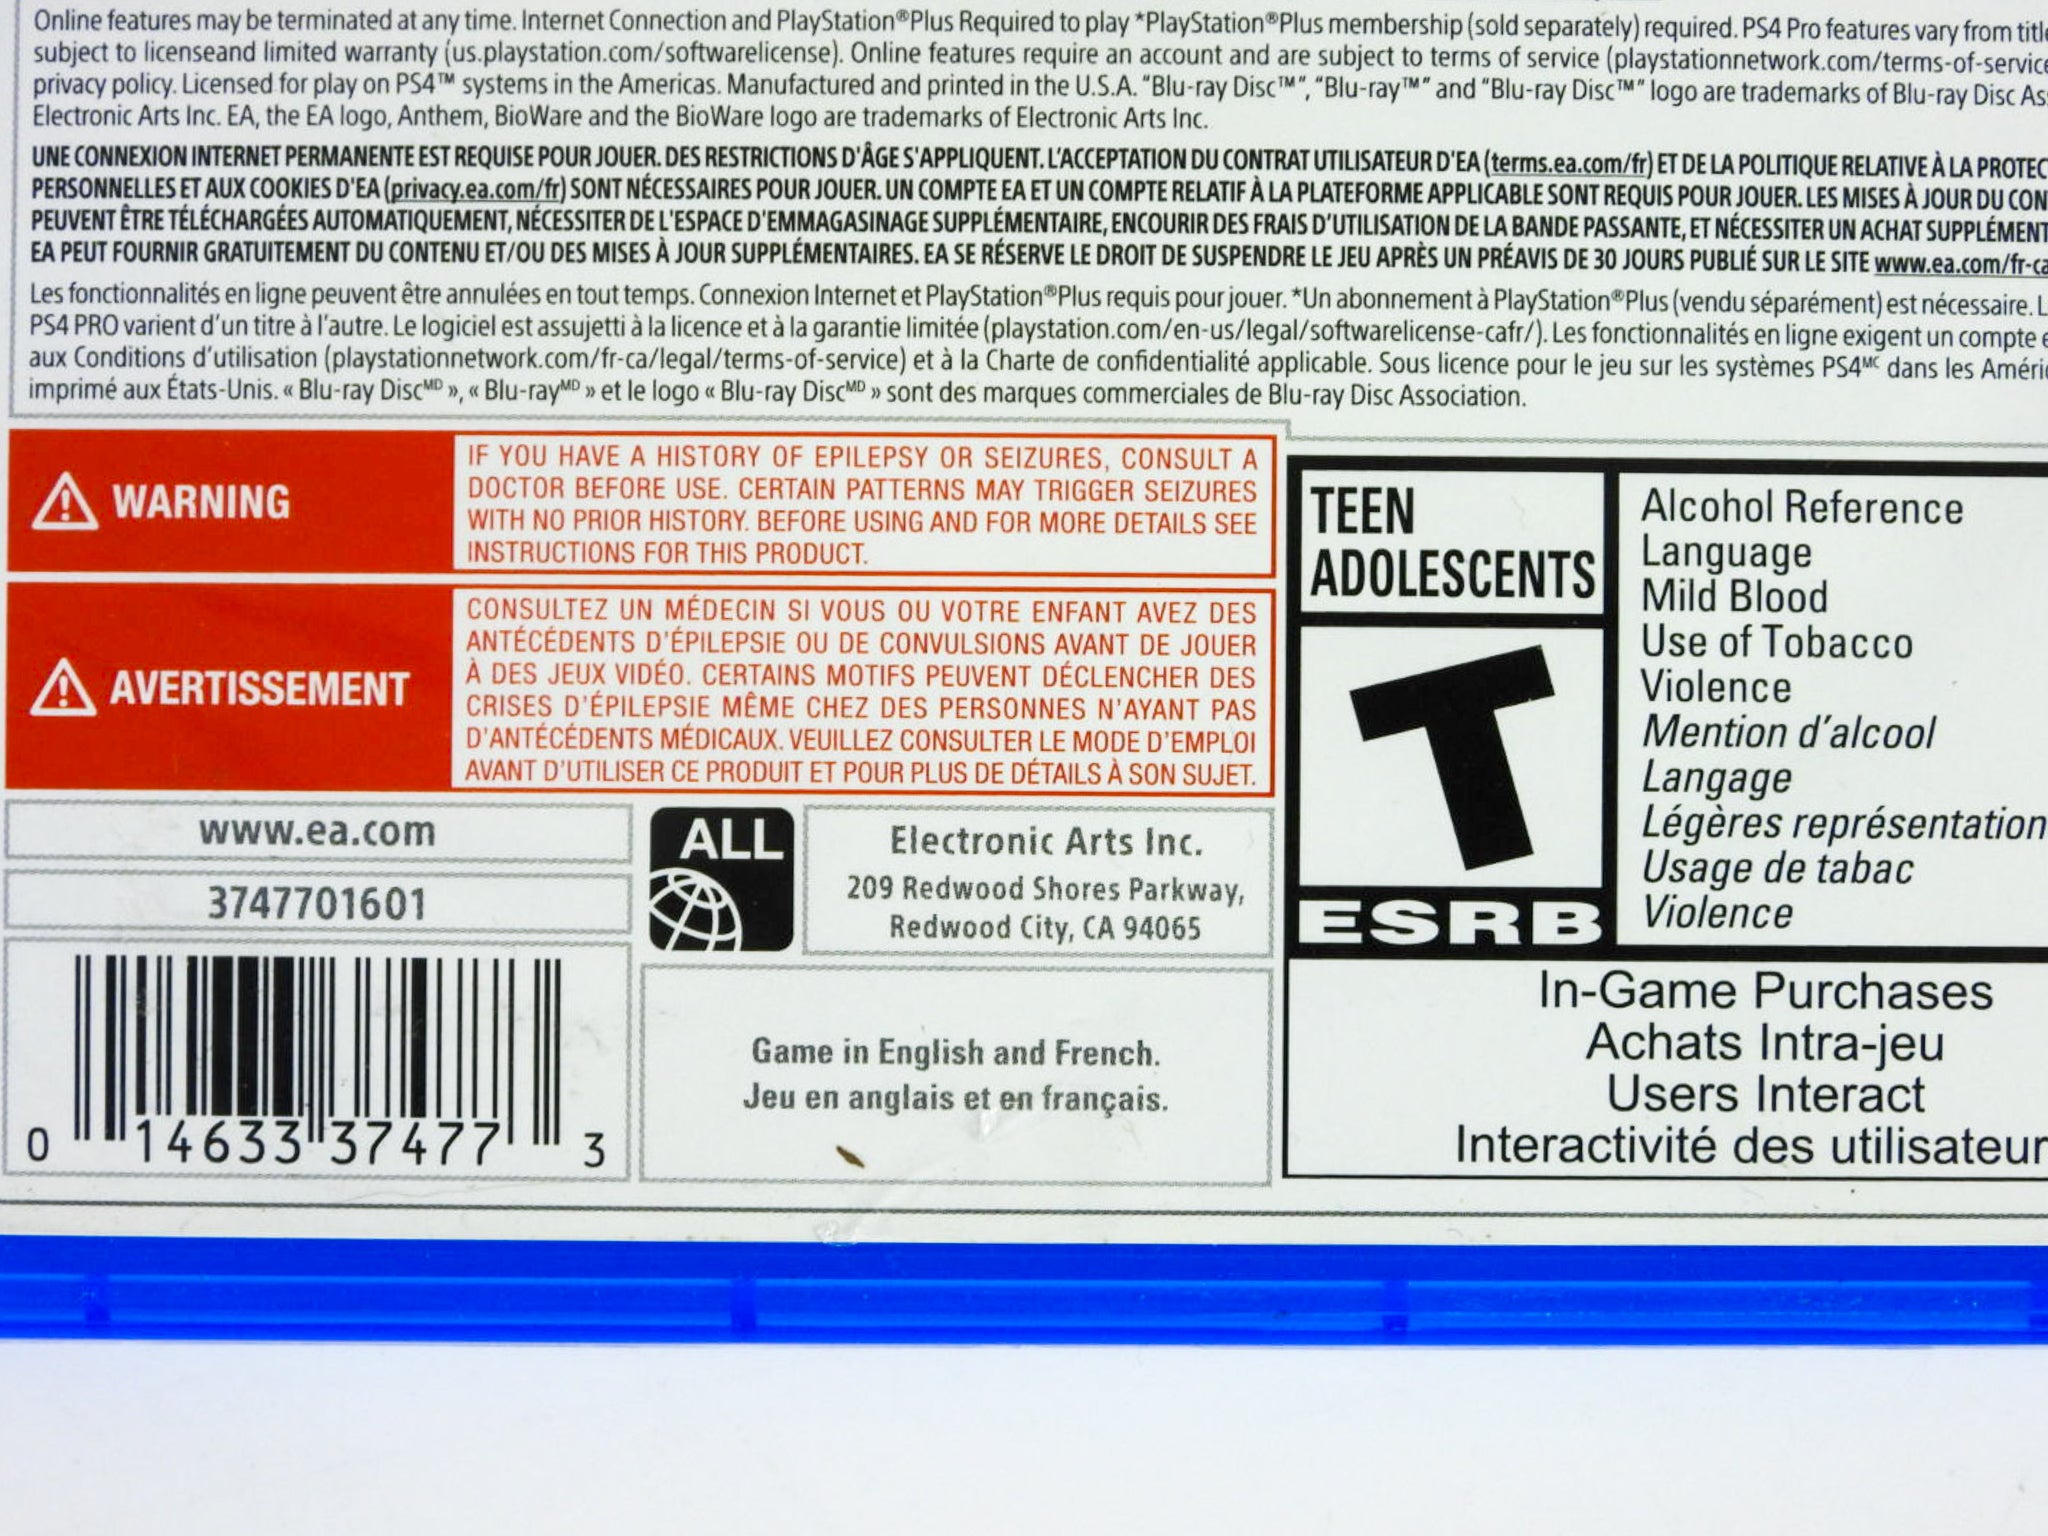 Online features may be terminated at any time. Internet Connection and PlayStation®Plus Required to play *PlayStation®Plus membership (sold separately) required. PS4 Pro features vary from title
subject to licenseand limited warranty (us.playstation.com/softwarelicense). Online features require an account and are subject to terms of service (playstationnetwork.com/terms-of-service
privacy policy. Licensed for play on PS4™ systems in the Americas. Manufactured and printed in the U.S.A. “Blu-ray Disc™”, “Blu-ray™” and “Blu-ray Disc™” logo are trademarks of Blu-ray Disc Ass
Electronic Arts Inc. EA, the EA logo, Anthem, BioWare and the BioWare logo are trademarks of Electronic Arts Inc.
UNE CONNEXION INTERNET PERMANENTE EST REQUISE POUR JOUER. DES RESTRICTIONS D'ÂGE S'APPLIQUENT. L'ACCEPTATION DU CONTRAT UTILISATEUR D'EA (terms.ea.com/fr) ET DE LA POLITIQUE RELATIVE À LA PROTEC
PERSONNELLES ET AUX COOKIES D'EA (privacy.ea.com/fr) SONT NÉCESSAIRES POUR JOUER. UN COMPTE EA ET UN COMPTE RELATIF À LA PLATEFORME APPLICABLE SONT REQUIS POUR JOUER. LES MISES À JOUR DU CON
PEUVENT ÊTRE TÉLÉCHARGÉES AUTOMATIQUEMENT, NÉCESSITER DE L'ESPACE D'EMMAGASINAGE SUPPLÉMENTAIRE, ENCOURIR DES FRAIS D'UTILISATION DE LA BANDE PASSANTE, ET NÉCESSITER UN ACHAT SUPPLÉMENT
EA PEUT FOURNIR GRATUITEMENT DU CONTENU ET/OU DES MISES À JOUR SUPPLÉMENTAIRES. EA SE RÉSERVE LE DROIT DE SUSPENDRE LE JEU APRÈS UN PRÉAVIS DE 30 JOURS PUBLIÉ SUR LE SITE www.ea.com/fr-ca
Les fonctionnalités en ligne peuvent être annulées en tout temps. Connexion Internet et PlayStation®Plus requis pour jouer. *Un abonnement à PlayStation®Plus (vendu séparément) est nécessaire. L
PS4 PRO varient d'un titre à l'autre. Le logiciel est assujetti à la licence et à la garantie limitée (playstation.com/en-us/legal/softwarelicense-cafr/). Les fonctionnalités en ligne exigent un compte e
aux Conditions d'utilisation (playstationnetwork.com/fr-ca/legal/terms-of-service) et à la Charte de confidentialité applicable. Sous licence pour le jeu sur les systèmes PS4ᴹᶜ dans les Améri
imprimé aux États-Unis. « Blu-ray Discᴹᴰ », « Blu-rayᴹᴰ » et le logo « Blu-ray Discᴹᴰ » sont des marques commerciales de Blu-ray Disc Association.
WARNING
IF YOU HAVE A HISTORY OF EPILEPSY OR SEIZURES, CONSULT A
DOCTOR BEFORE USE. CERTAIN PATTERNS MAY TRIGGER SEIZURES
WITH NO PRIOR HISTORY. BEFORE USING AND FOR MORE DETAILS SEE
INSTRUCTIONS FOR THIS PRODUCT.
AVERTISSEMENT
CONSULTEZ UN MÉDECIN SI VOUS OU VOTRE ENFANT AVEZ DES
ANTÉCÉDENTS D'ÉPILEPSIE OU DE CONVULSIONS AVANT DE JOUER
À DES JEUX VIDÉO. CERTAINS MOTIFS PEUVENT DÉCLENCHER DES
CRISES D'ÉPILEPSIE MÊME CHEZ DES PERSONNES N'AYANT PAS
D'ANTÉCÉDENTS MÉDICAUX. VEUILLEZ CONSULTER LE MODE D'EMPLOI
AVANT D'UTILISER CE PRODUIT ET POUR PLUS DE DÉTAILS À SON SUJET.
www.ea.com
3747701601
0 14633 37477 3
ALL
Electronic Arts Inc.
209 Redwood Shores Parkway,
Redwood City, CA 94065
Game in English and French.
Jeu en anglais et en français.
TEEN
ADOLESCENTS
T
ESRB
Alcohol Reference
Language
Mild Blood
Use of Tobacco
Violence
Mention d'alcool
Langage
Légères représentation
Usage de tabac
Violence
In-Game Purchases
Achats Intra-jeu
Users Interact
Interactivité des utilisateur